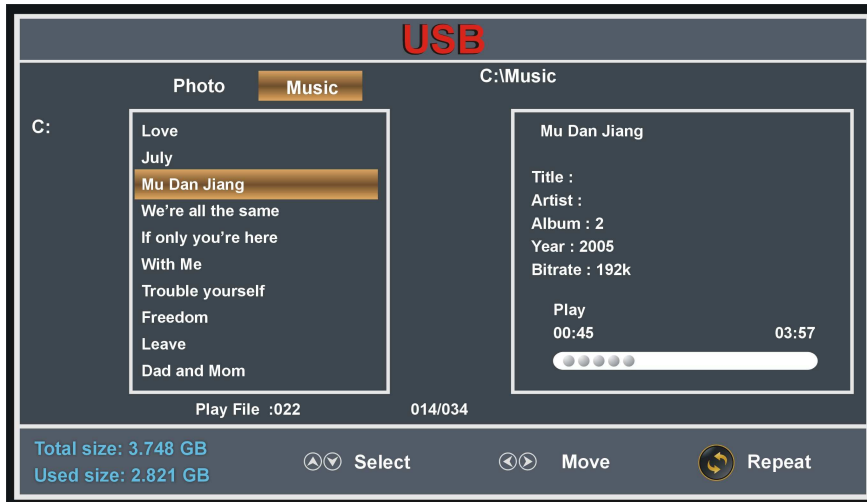 USB
Photo Music
C:\Music
C:
Love
July
Mu Dan Jiang
We're all the same
If only you're here
With Me
Trouble yourself
Freedom
Leave
Dad and Mom
Mu Dan Jiang
Title :
Artist :
Album : 2
Year : 2005
Bitrate : 192k
Play
00:45 03:57
Play File :022 014/034
Total size: 3.748 GB
Used size: 2.821 GB
Select Move Repeat